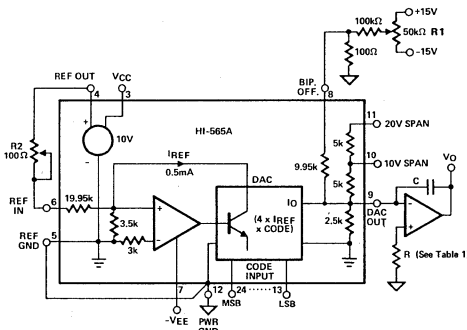 +15V
100kΩ
50kΩ R1
100Ω
−15V
REF OUT
VCC
4
3
BIP. OFF.
8
HI-565A
11
20V SPAN
R2
100Ω
+
10V
-
IREF
0.5mA
5k
9.95k
10
10V SPAN
DAC
5k
VO
REF IN
6
19.95k
+
IO
9
C
3.5k
(4 x IREF x CODE)
2.5k
DAC OUT
-
+
REF GND
5
3k
-
CODE INPUT
R (See Table 1
7
12
24
13
-VEE
PWR
MSB
LSB